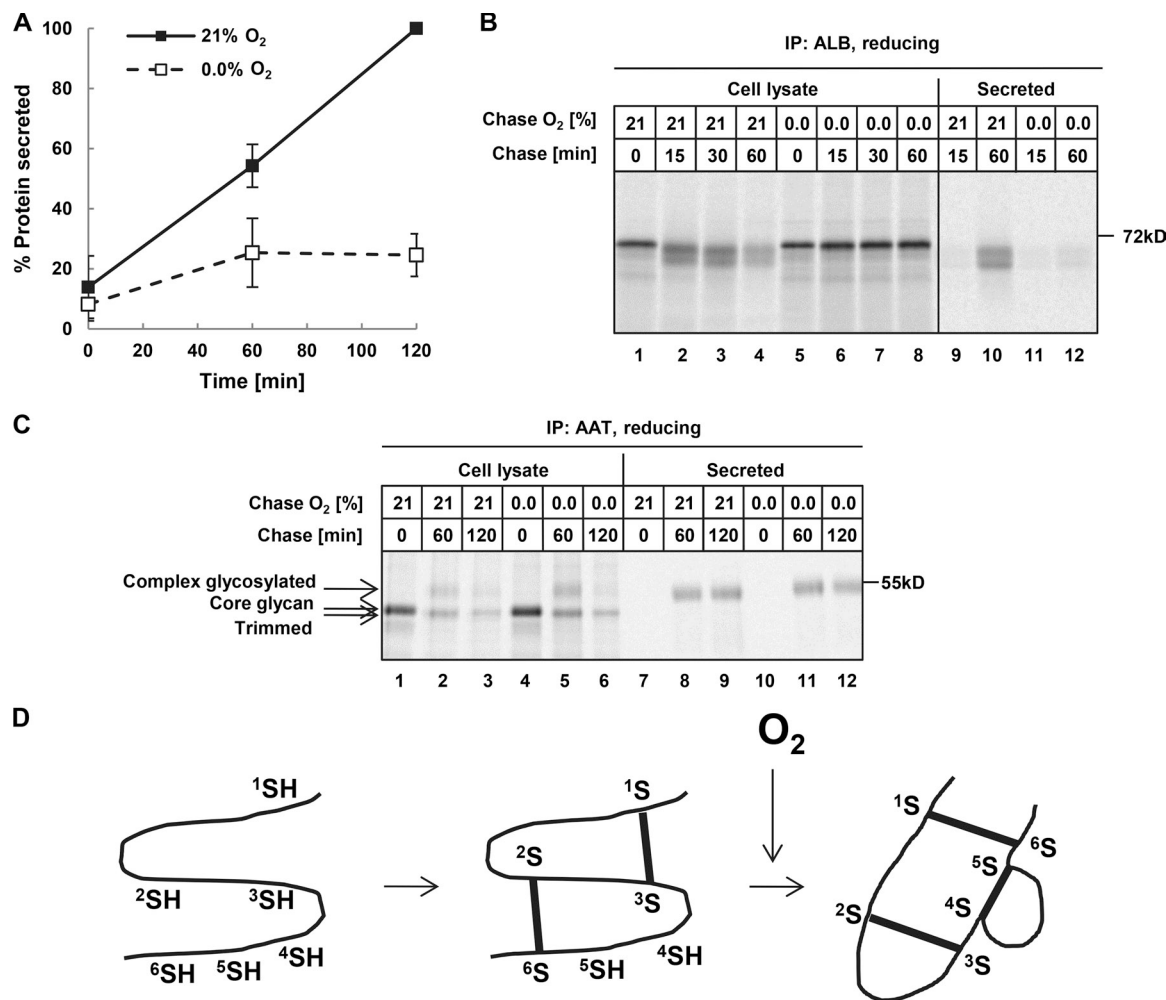 A
100
80
60
40
20
0
% Protein secreted
21% O₂
0.0% O₂
0 20 40 60 80 100 120
Time [min]
B
IP: ALB, reducing
Cell lysate Secreted
Chase O₂ [%] 21 21 21 21 0.0 0.0 0.0 0.0 21 21 0.0 0.0
Chase [min] 0 15 30 60 0 15 30 60 15 60 15 60
72kD
1 2 3 4 5 6 7 8 9 10 11 12
C
IP: AAT, reducing
Cell lysate Secreted
Chase O₂ [%] 21 21 21 0.0 0.0 0.0 21 21 21 0.0 0.0 0.0
Chase [min] 0 60 120 0 60 120 0 60 120 0 60 120
Complex glycosylated
Core glycan
Trimmed
55kD
1 2 3 4 5 6 7 8 9 10 11 12
D
¹SH
²SH ³SH
⁴SH
⁶SH ⁵SH
¹S
²S
³S
⁴SH
⁶S ⁵SH
O₂
¹S
⁶S
⁵S
⁴S
²S
³S